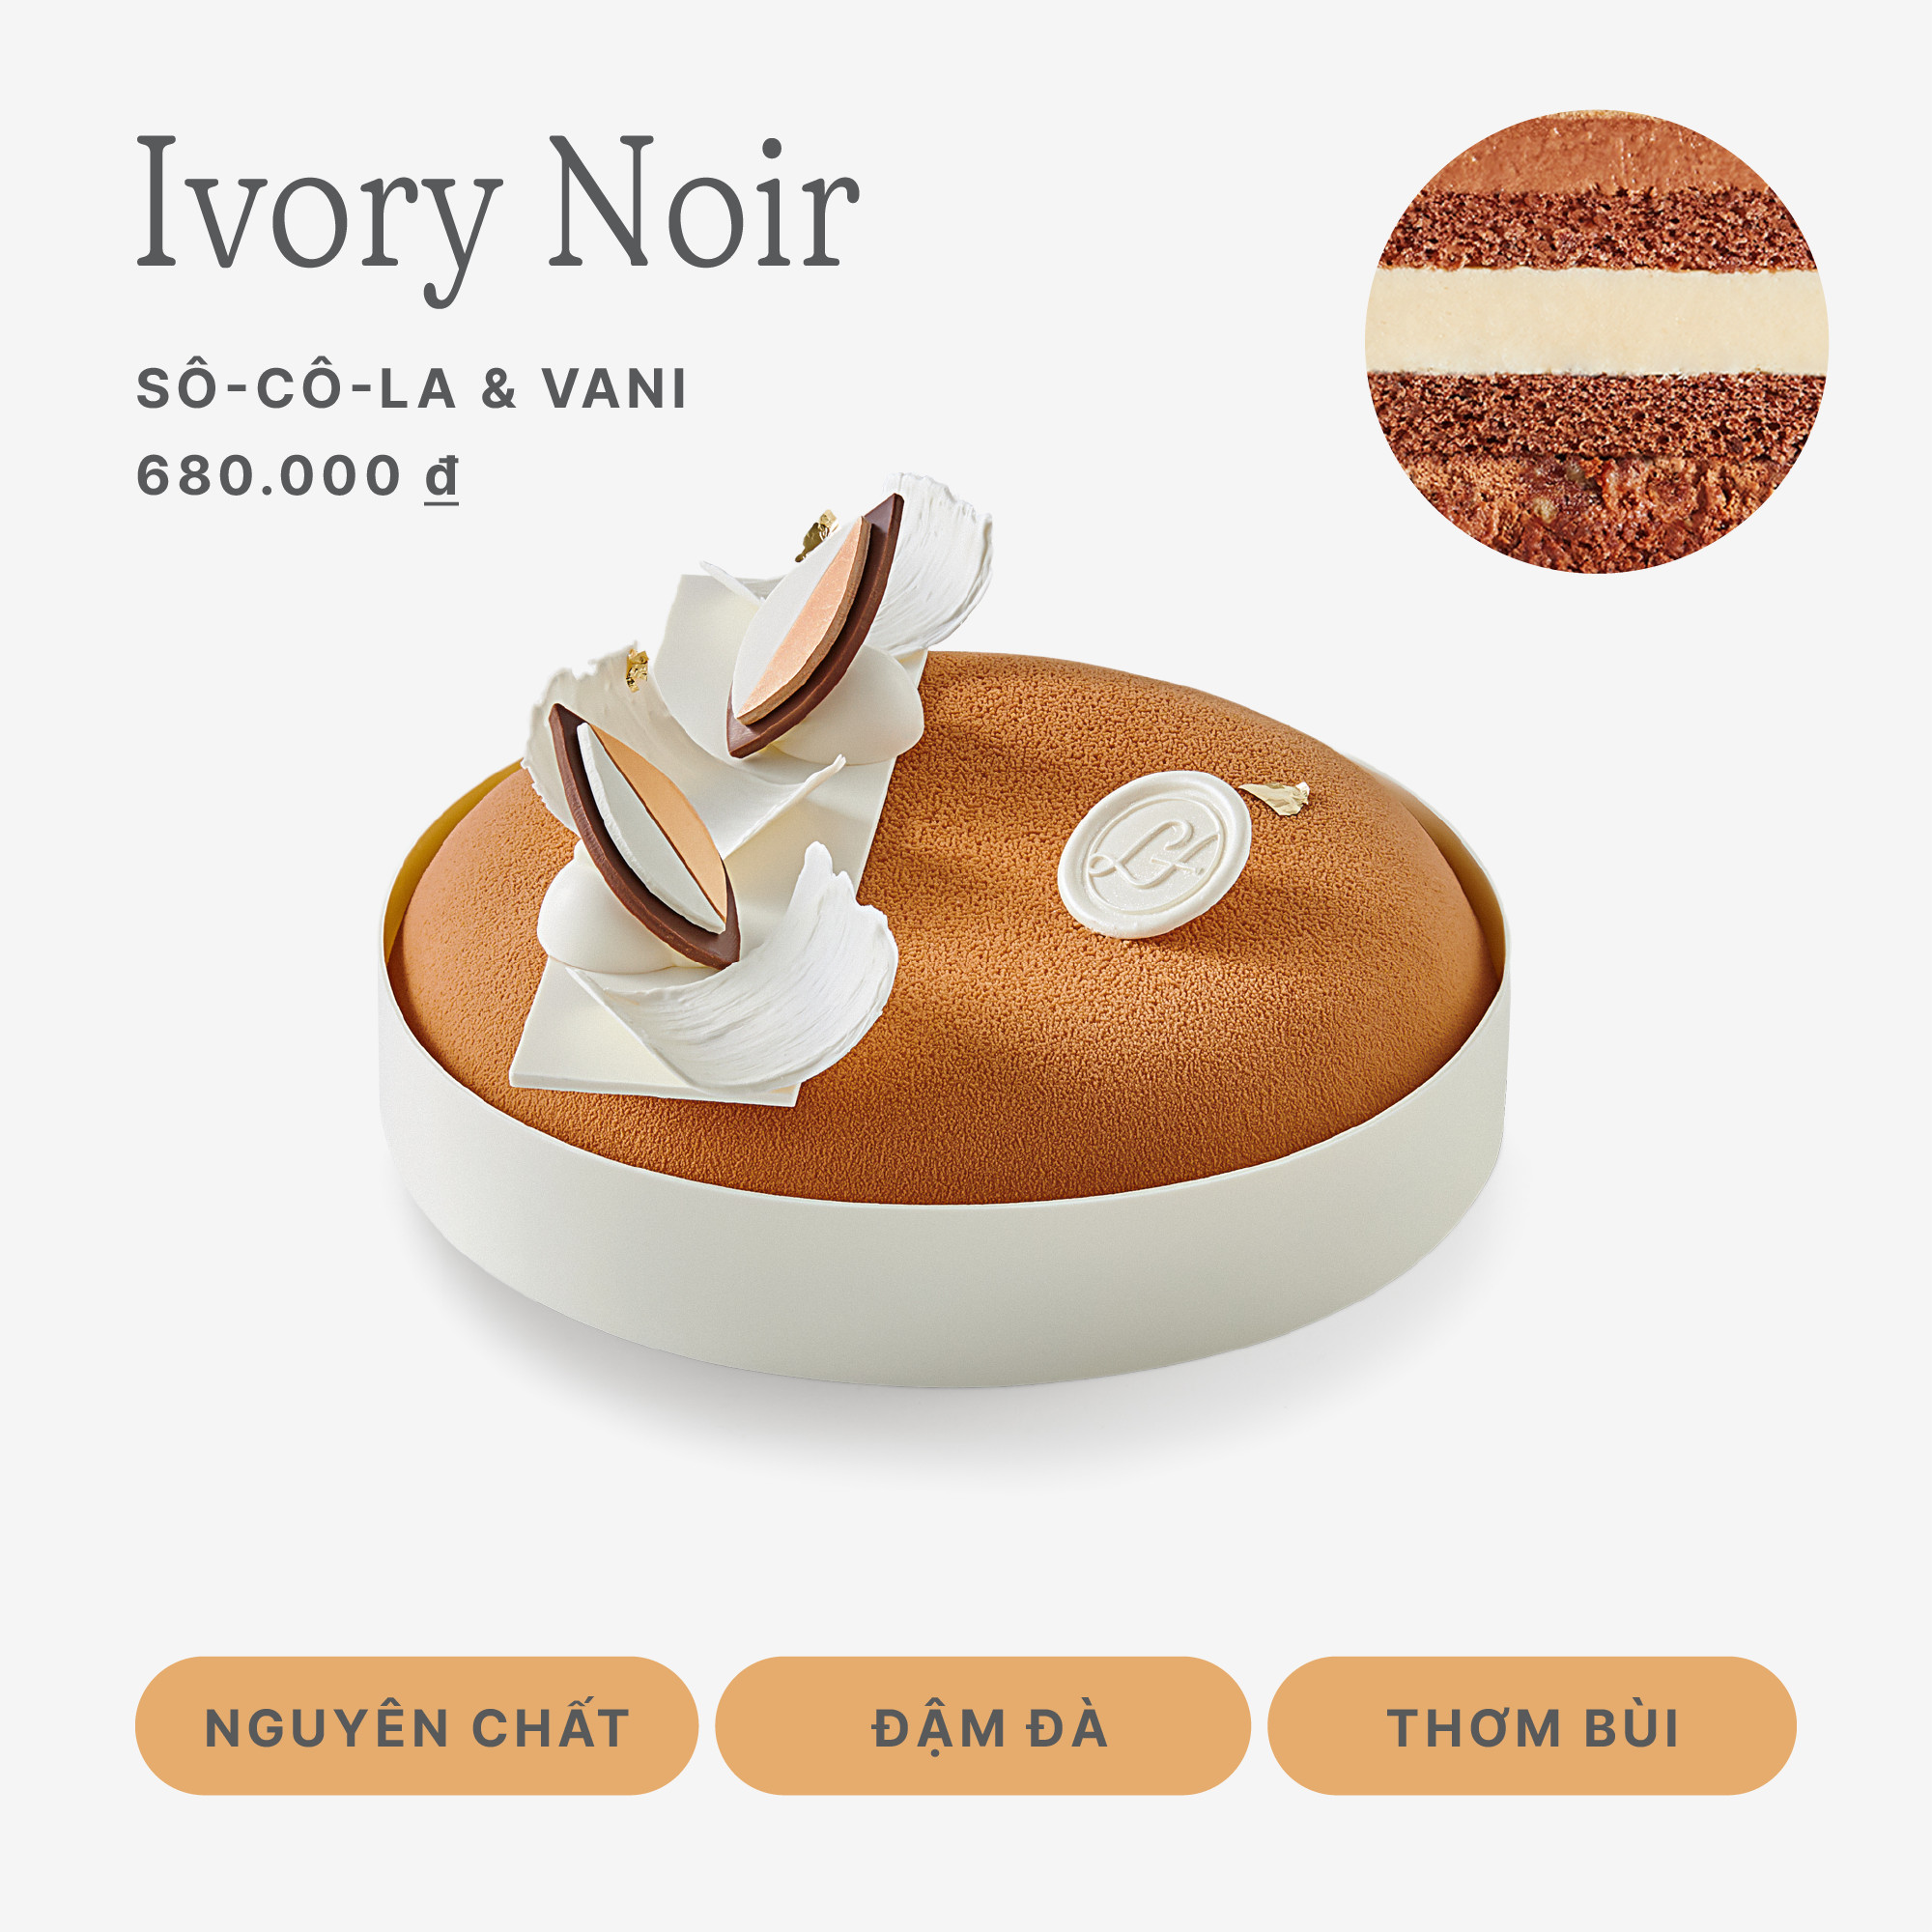 Ivory Noir
SÔ-CÔ-LA & VANI
680.000 ₫
NGUYÊN CHẤT
ĐẬM ĐÀ
THƠM BÙI